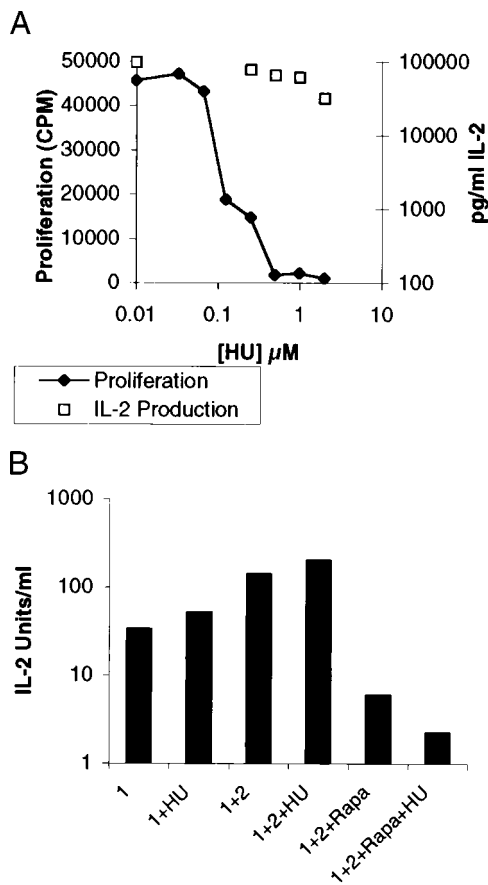 A
50000
40000
30000
20000
10000
0
Proliferation (CPM)
100000
10000
1000
100
pg/ml IL-2
0.01
0.1
1
10
[HU] µM
Proliferation
IL-2 Production
B
1000
100
10
1
IL-2 Units/ml
1
1+HU
1+2
1+2+HU
1+2+Rapa
1+2+Rapa+HU